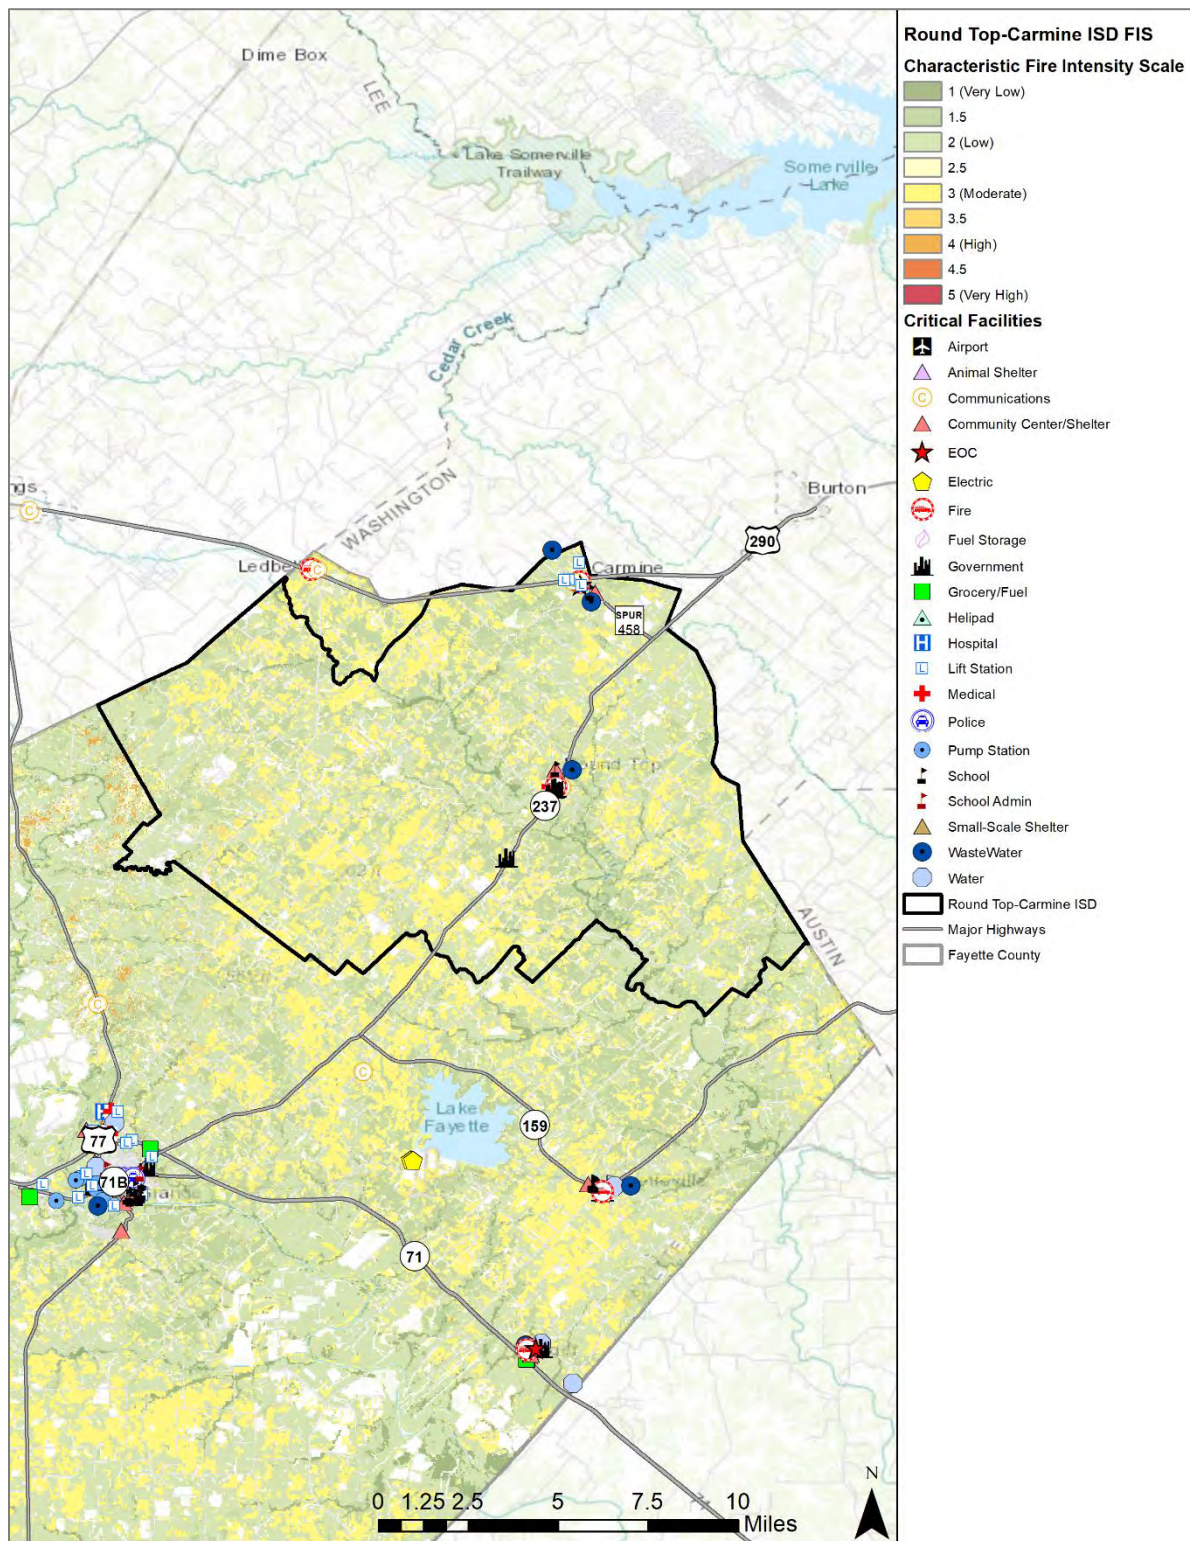 Dime Box
LEE
Lake Somerville
Trailway
Somerville
Lake
Cedar Creek
WASHINGTON
Burton
ngs
C
290
Ledbe
C
Carmine
L
L
L
SPUR
458
Round Top
237
AUSTIN
C
C
Lake
Fayette
159
H
L
77
L
L
L
L
71B
L
L
L
71
N
0 1.25 2.5 5 7.5 10
Miles
Round Top-Carmine ISD FIS
Characteristic Fire Intensity Scale
1 (Very Low)
1.5
2 (Low)
2.5
3 (Moderate)
3.5
4 (High)
4.5
5 (Very High)
Critical Facilities
Airport
Animal Shelter
C Communications
Community Center/Shelter
EOC
Electric
Fire
Fuel Storage
Government
Grocery/Fuel
Helipad
H Hospital
L Lift Station
Medical
Police
Pump Station
School
School Admin
Small-Scale Shelter
WasteWater
Water
Round Top-Carmine ISD
Major Highways
Fayette County